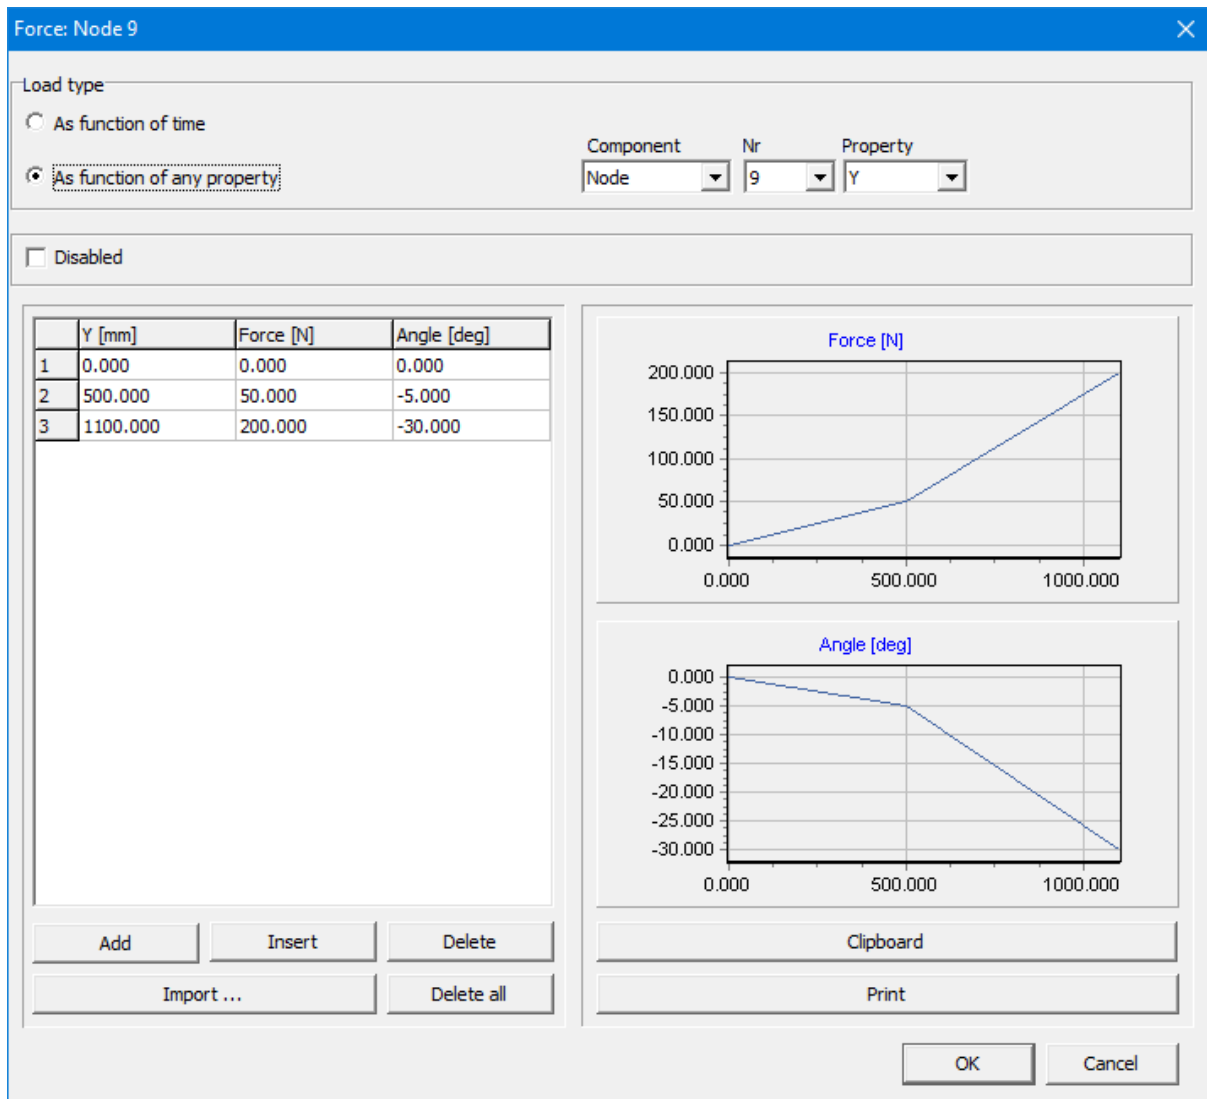 Force: Node 9
Load type
As function of time
Component Nr Property
As function of any property Node 9 Y
Disabled
Y [mm] Force [N] Angle [deg]
1 0.000 0.000 0.000
2 500.000 50.000 -5.000
3 1100.000 200.000 -30.000
Add Insert Delete
Import ... Delete all
Force [N]
200.000
150.000
100.000
50.000
0.000
0.000 500.000 1000.000
Angle [deg]
0.000
-5.000
-10.000
-15.000
-20.000
-25.000
-30.000
0.000 500.000 1000.000
Clipboard
Print
OK Cancel